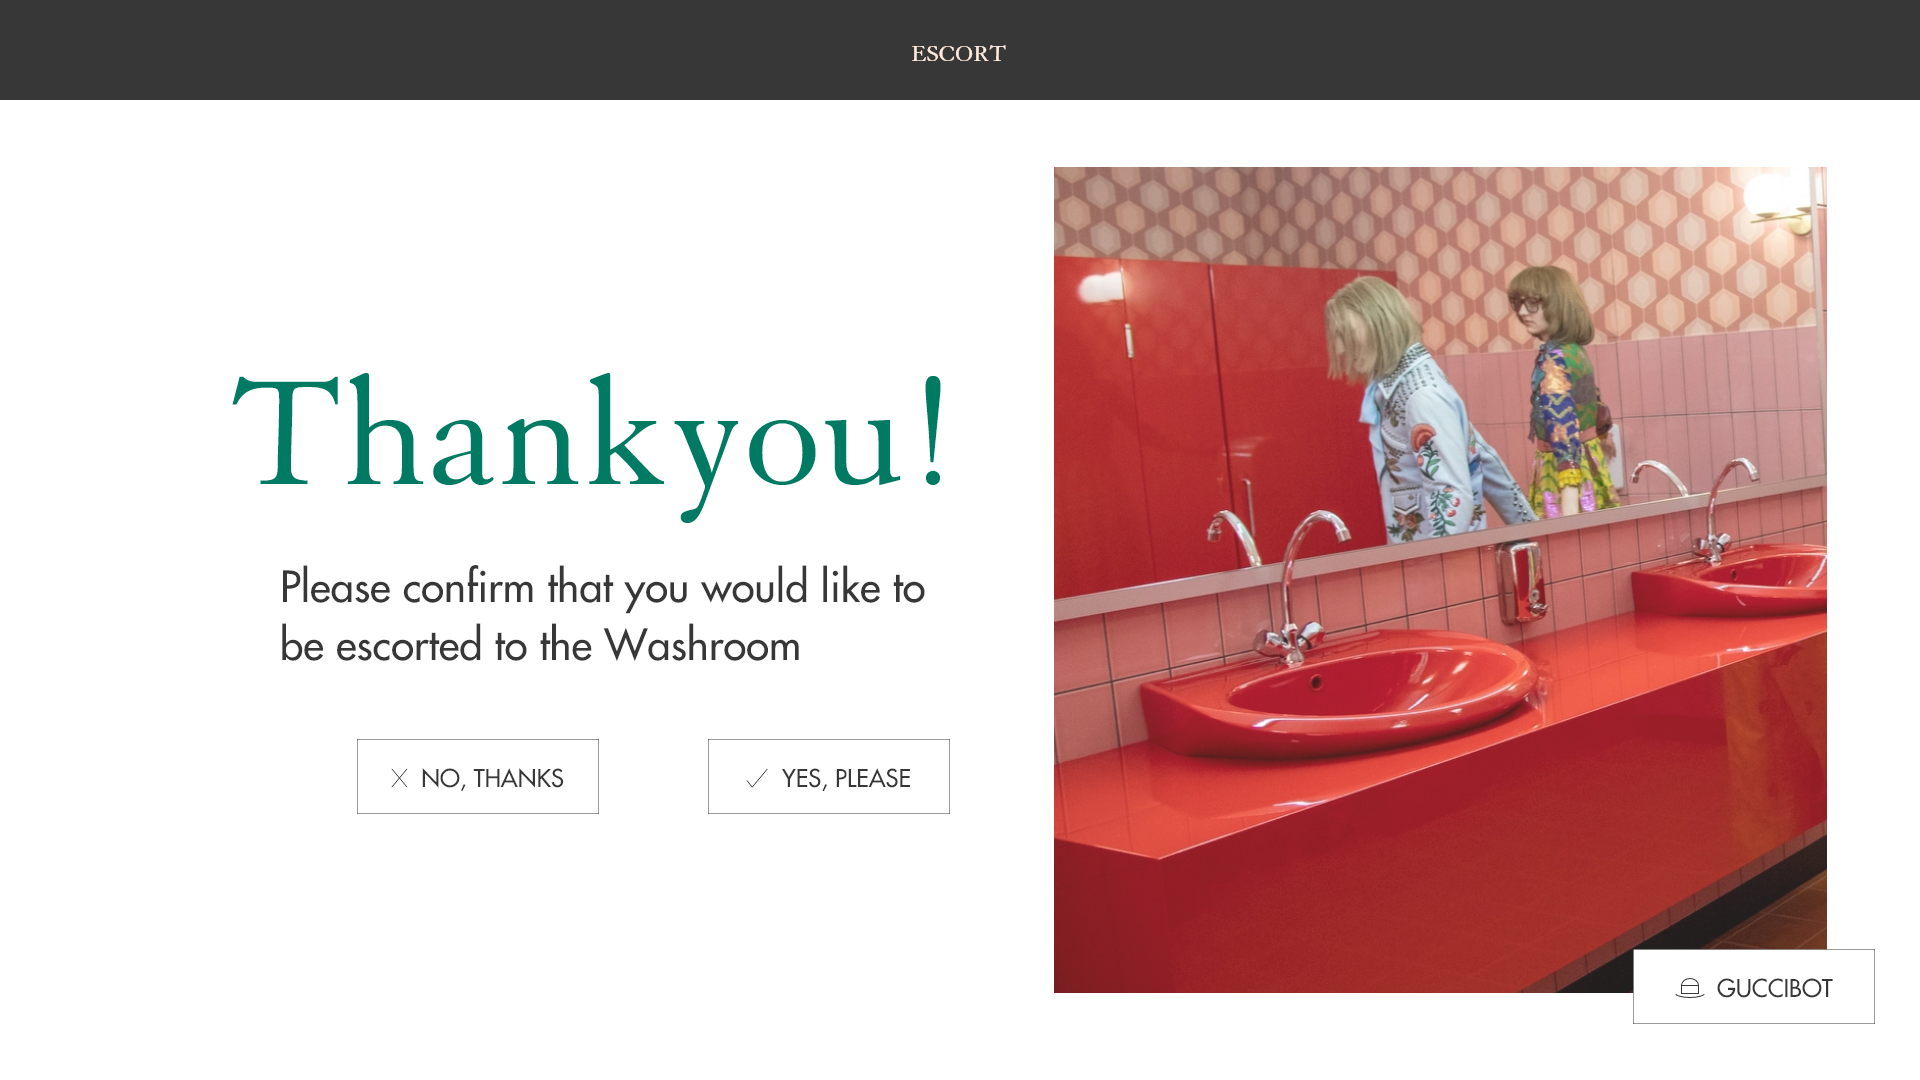 ESCORT
Thankyou!
Please confirm that you would like to
be escorted to the Washroom
NO, THANKS
YES, PLEASE
GUCCIBOT